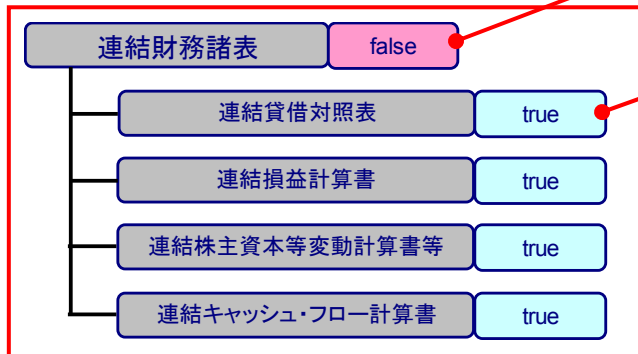 連結財務諸表 false
連結貸借対照表 true
連結損益計算書 true
連結株主資本等変動計算書等 true
連結キャッシュ・フロー計算書 true